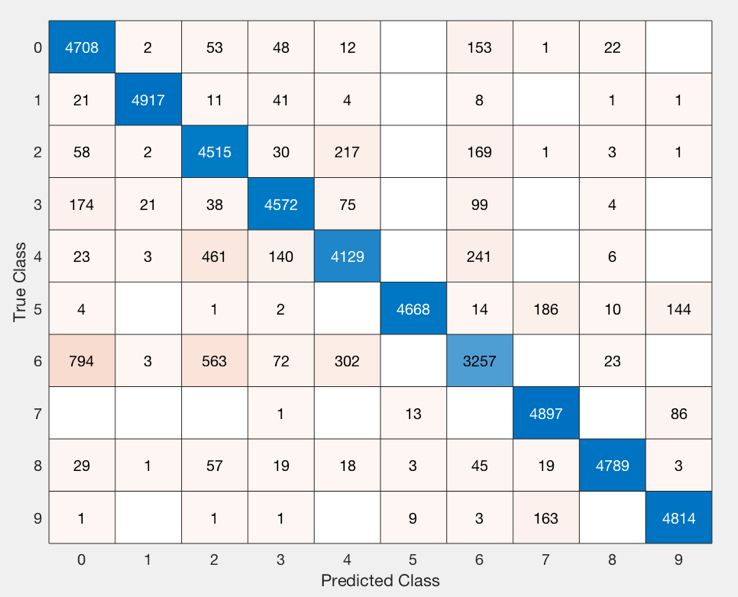 0 4708 2 53 48 12 153 1 22
1 21 4917 11 41 4 8 1 1
2 58 2 4515 30 217 169 1 3 1
3 174 21 38 4572 75 99 4
4 23 3 461 140 4129 241 6
5 4 1 2 4668 14 186 10 144
6 794 3 563 72 302 3257 23
7 1 13 4897 86
8 29 1 57 19 18 3 45 19 4789 3
9 1 1 1 9 3 163 4814
0 1 2 3 4 5 6 7 8 9
Predicted Class
True Class